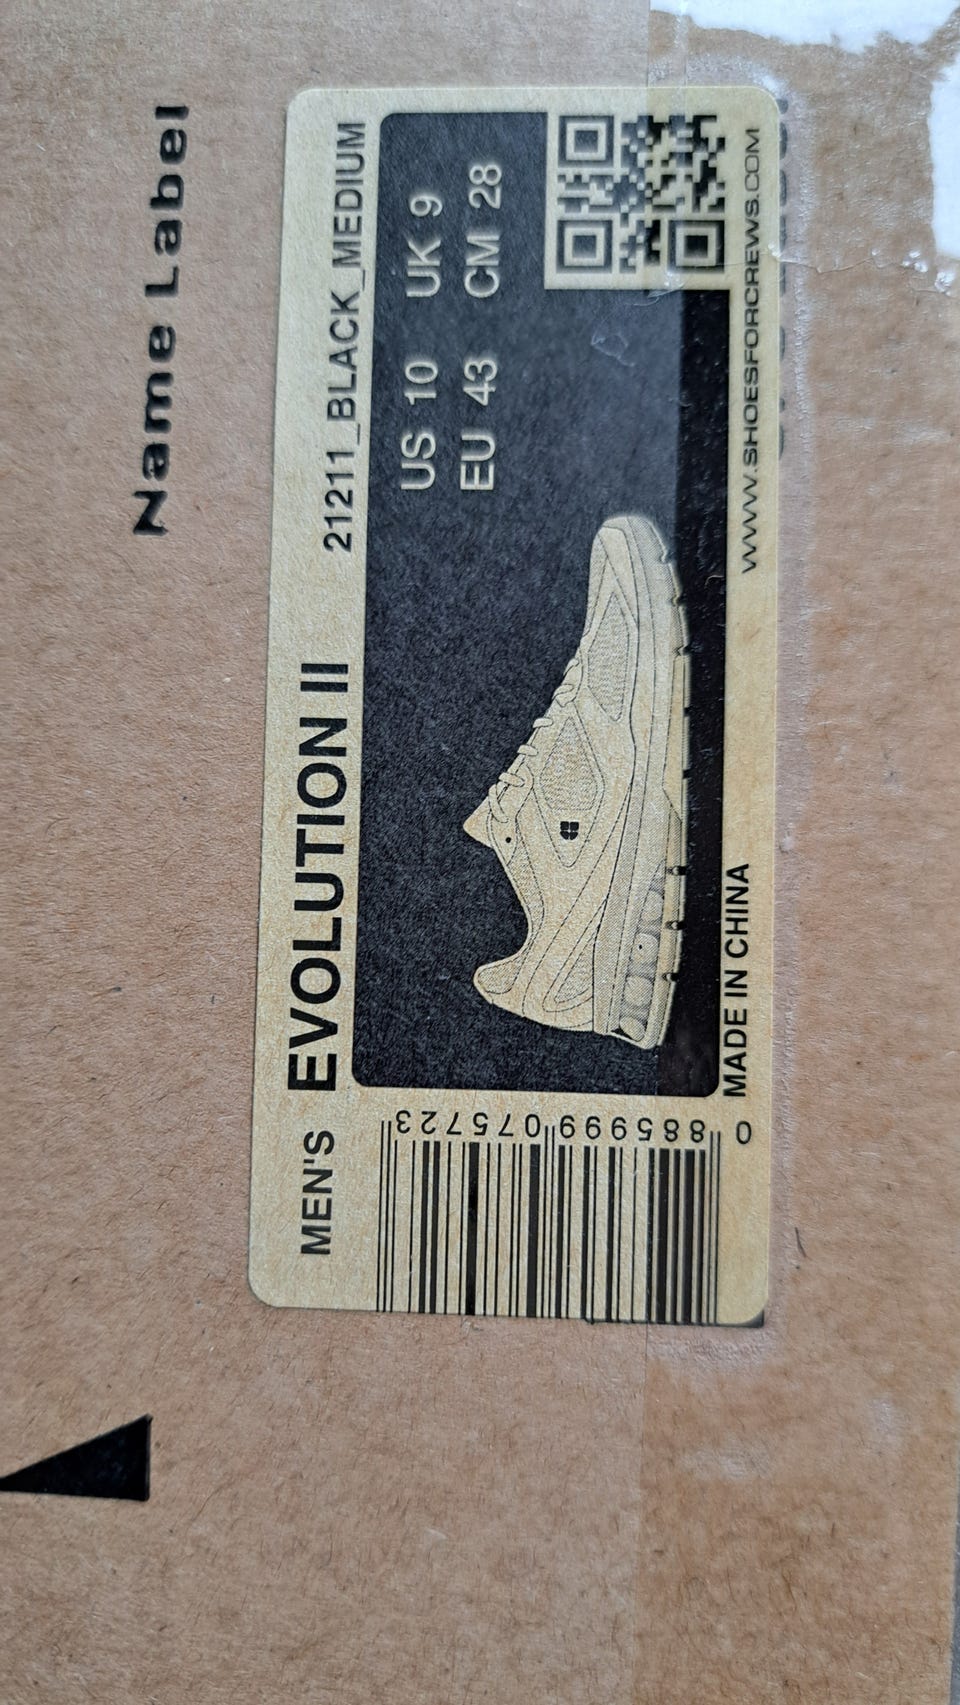 Name Label
MEN'S EVOLUTION II 21211_BLACK_MEDIUM
US 10 UK 9
EU 43 CM 28
0 885999 075723
MADE IN CHINA
WWW.SHOESFORCREWS.COM